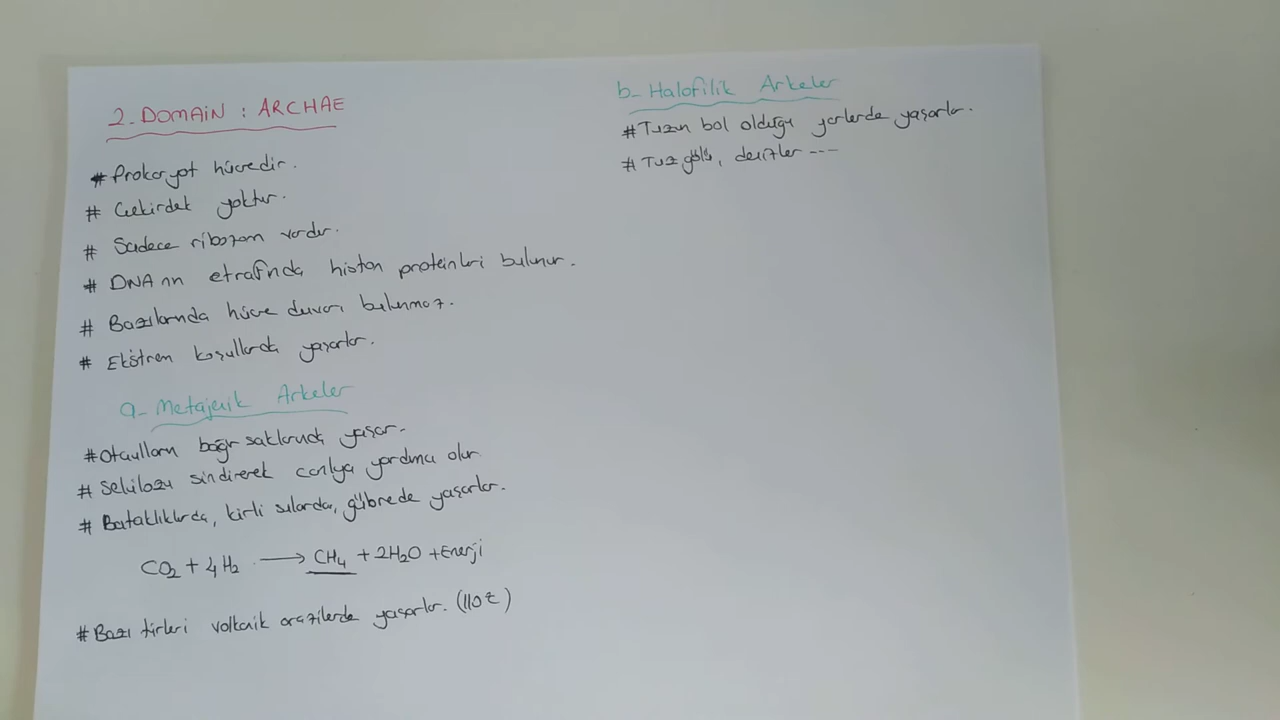 2. DOMAIN : ARCHAE
# Prokaryot hücredir.
# Çekirdek yoktur.
# Sadece ribozom vardır.
# DNA nın etrafında histon proteinleri bulunur.
# Bazılarında hücre duvarı bulunmaz.
# Ekstrem koşullarda yaşarlar.
a- Metajenik Arkeler
# Otçulların bağırsaklarında yaşar.
# Selülozu sindirerek canlıya yardımcı olur
# Bataklıklarda, kirli sularda, gübrede yaşarlar.
CO₂ + 4H₂ → CH₄ + 2H₂O + Enerji
# Bazı türleri volkanik arazilerde yaşarlar. (110℃)
b- Halofilik Arkeler
# Tuzun bol olduğu yerlerde yaşarlar.
# Tuz gölü, denizler ---